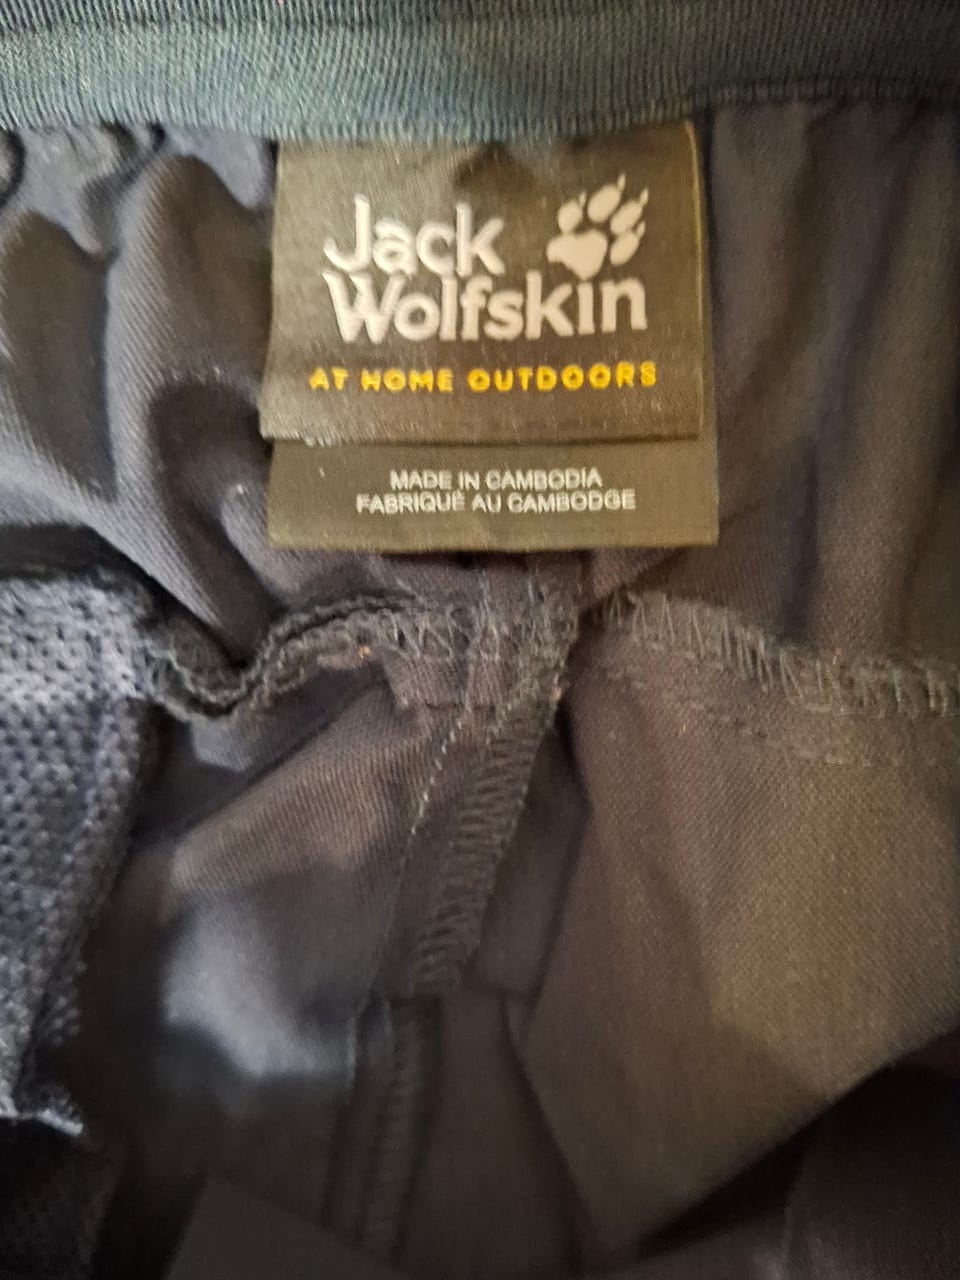 Jack
Wolfskin
AT HOME OUTDOORS
MADE IN CAMBODIA
FABRIQUÉ AU CAMBODGE